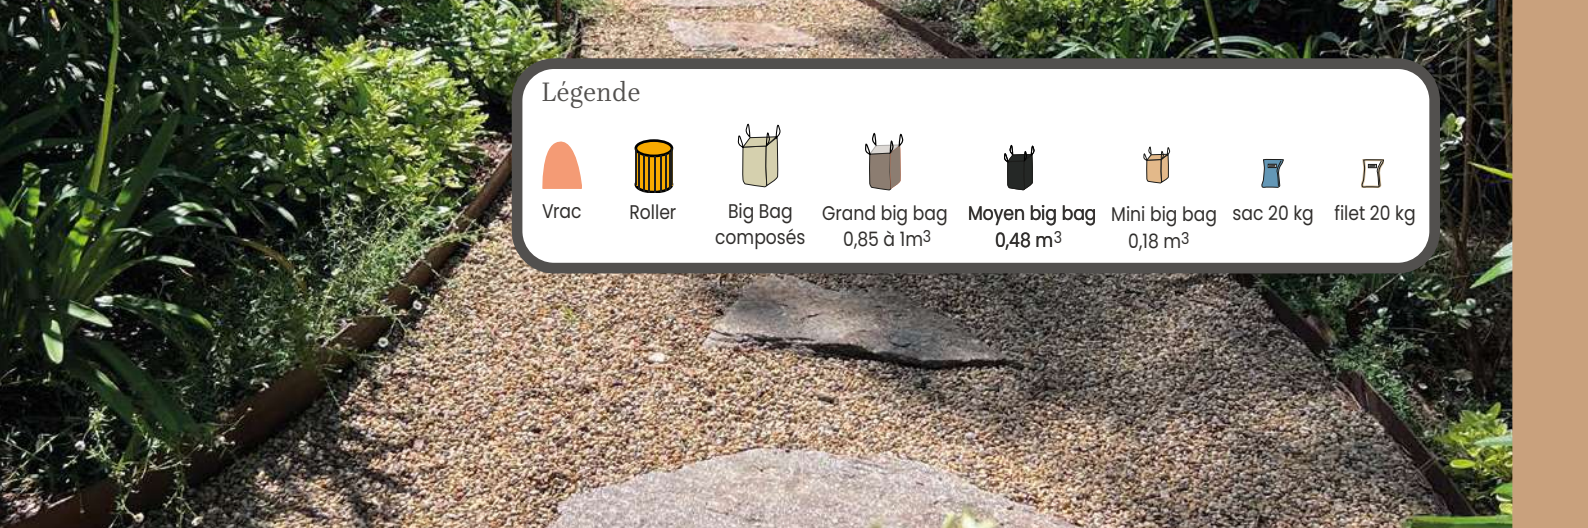 Légende
Vrac
Roller
Big Bag
composés
Grand big bag
0,85 à 1m3
Moyen big bag
0,48 m3
Mini big bag
0,18 m3
sac 20 kg
filet 20 kg